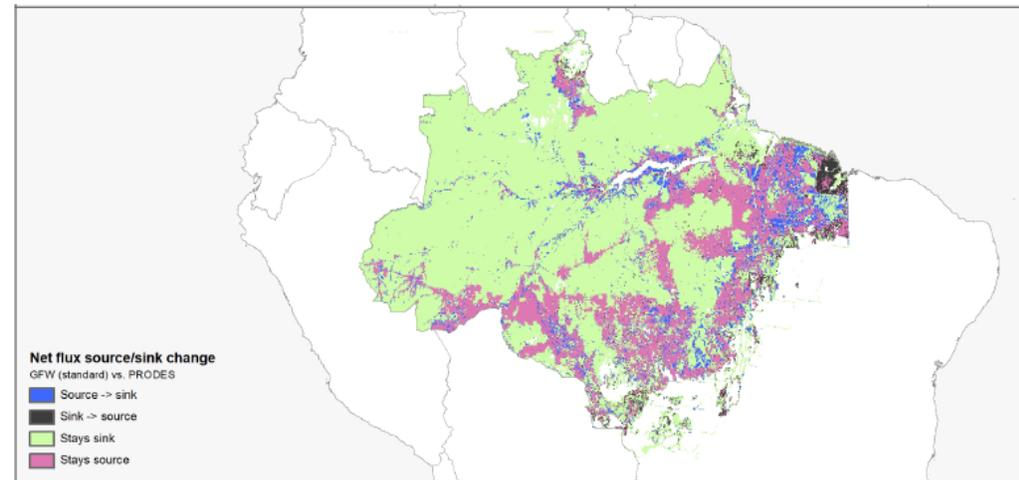 Net flux source/sink change
GFW (standard) vs. PRODES
Source -> sink
Sink -> source
Stays sink
Stays source